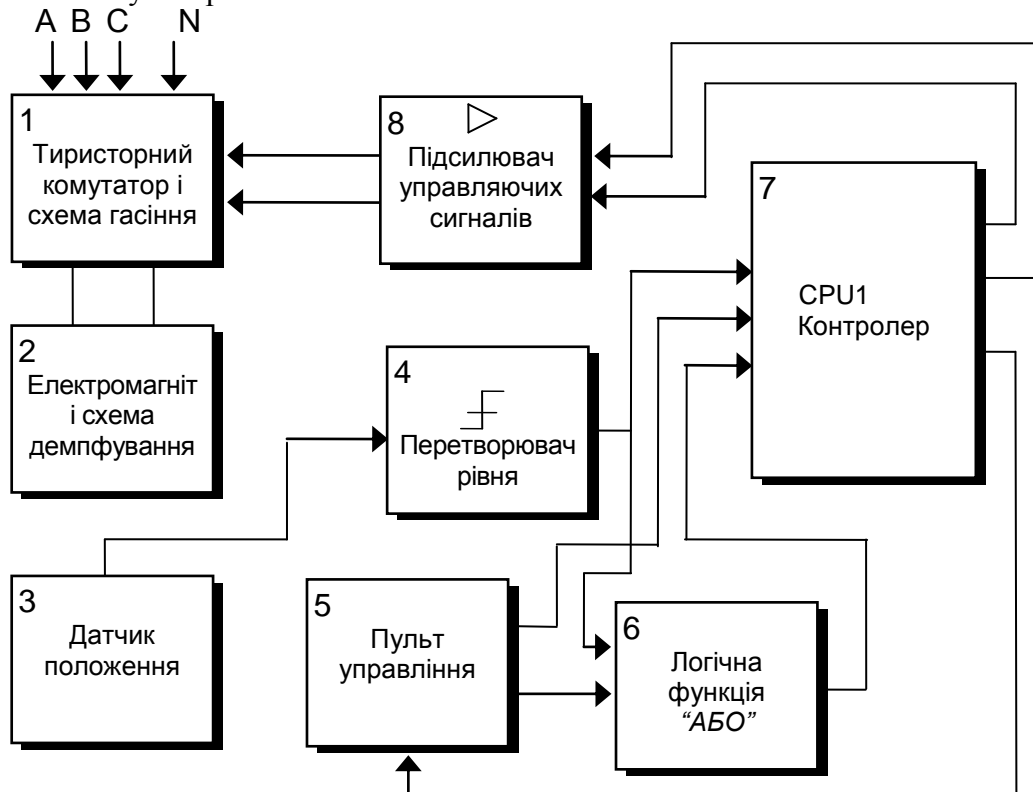 A B C N
1
Тиристорний
комутатор і
схема гасіння
8
Підсилювач
управляючих
сигналів
7
CPU1
Контролер
2
Електромагніт
і схема
демпфування
4
Перетворювач
рівня
3
Датчик
положення
5
Пульт
управління
6
Логічна
функція
“АБО”